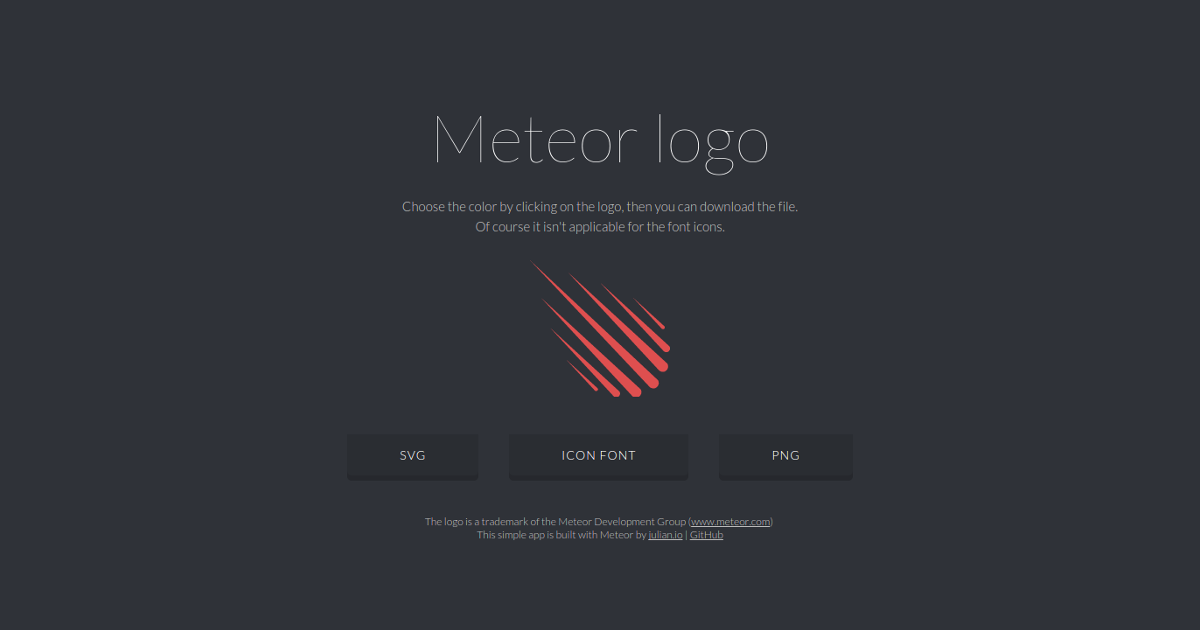 Meteor logo
Choose the color by clicking on the logo, then you can download the file.
Of course it isn't applicable for the font icons.
SVG
ICON FONT
PNG
The logo is a trademark of the Meteor Development Group (www.meteor.com)
This simple app is built with Meteor by julian.io | GitHub